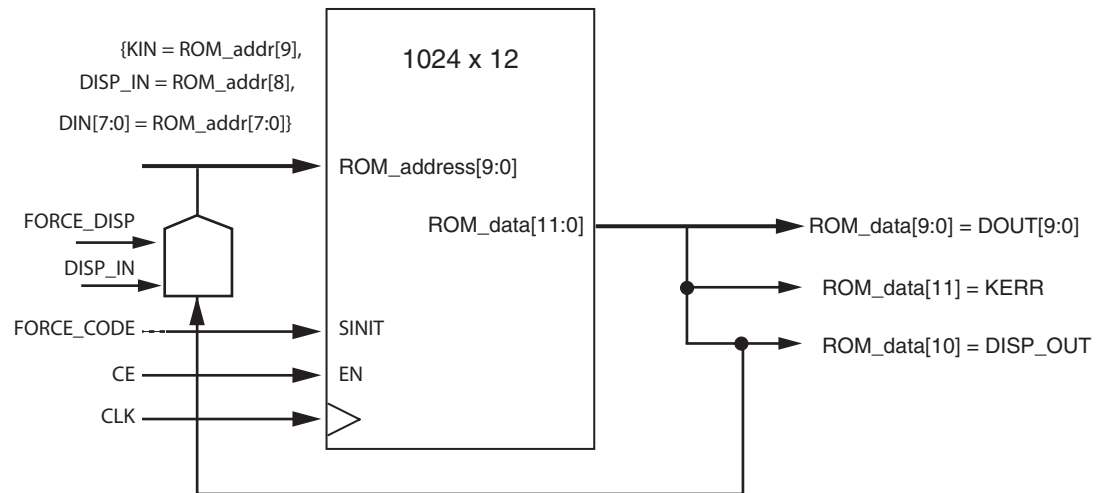 {KIN = ROM_addr[9],
DISP_IN = ROM_addr[8],
DIN[7:0] = ROM_addr[7:0]}
1024 x 12
ROM_address[9:0]
FORCE_DISP
DISP_IN
ROM_data[11:0]
ROM_data[9:0] = DOUT[9:0]
ROM_data[11] = KERR
ROM_data[10] = DISP_OUT
FORCE_CODE
SINIT
CE
EN
CLK